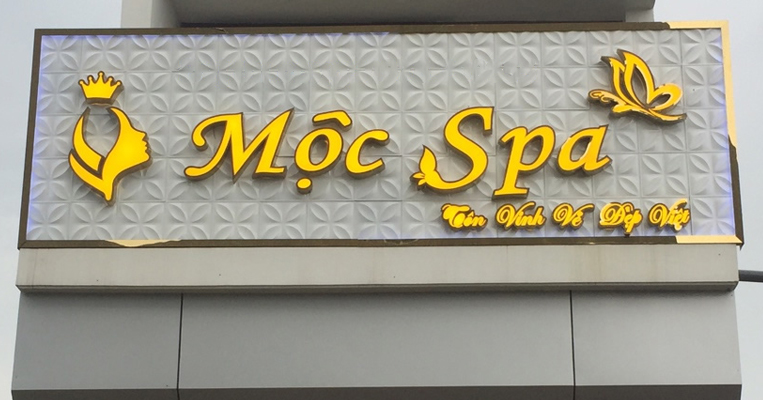 Mộc Spa
Tôn Vinh Vẻ Đẹp Việt